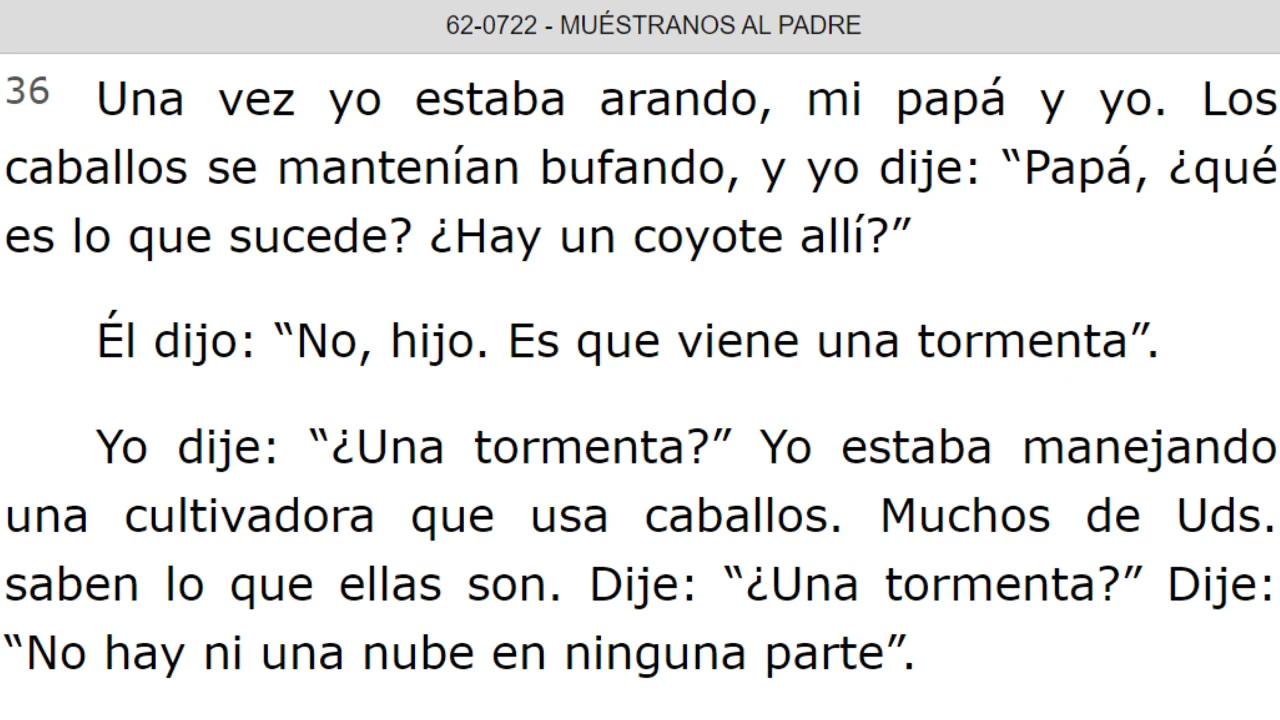 62-0722 - MUÉSTRANOS AL PADRE
36 Una vez yo estaba arando, mi papá y yo. Los
caballos se mantenían bufando, y yo dije: “Papá, ¿qué
es lo que sucede? ¿Hay un coyote allí?”
Él dijo: “No, hijo. Es que viene una tormenta”.
Yo dije: “¿Una tormenta?” Yo estaba manejando
una cultivadora que usa caballos. Muchos de Uds.
saben lo que ellas son. Dije: “¿Una tormenta?” Dije:
“No hay ni una nube en ninguna parte”.